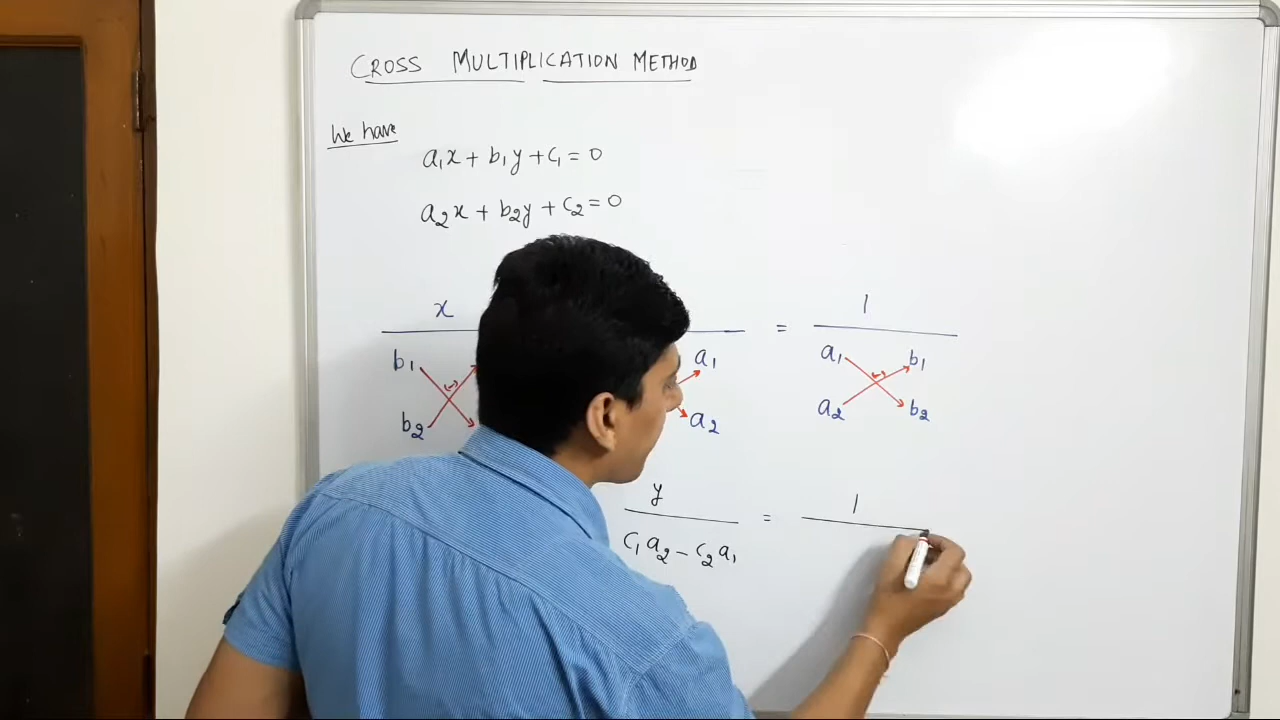 CROSS MULTIPLICATION METHOD
We have
a₁x + b₁y + c₁ = 0
a₂x + b₂y + c₂ = 0
x = 1
b₁ a₁ a₁ b₁
b₂ a₂ a₂ b₂
y = 1
c₁a₂ − c₂a₁